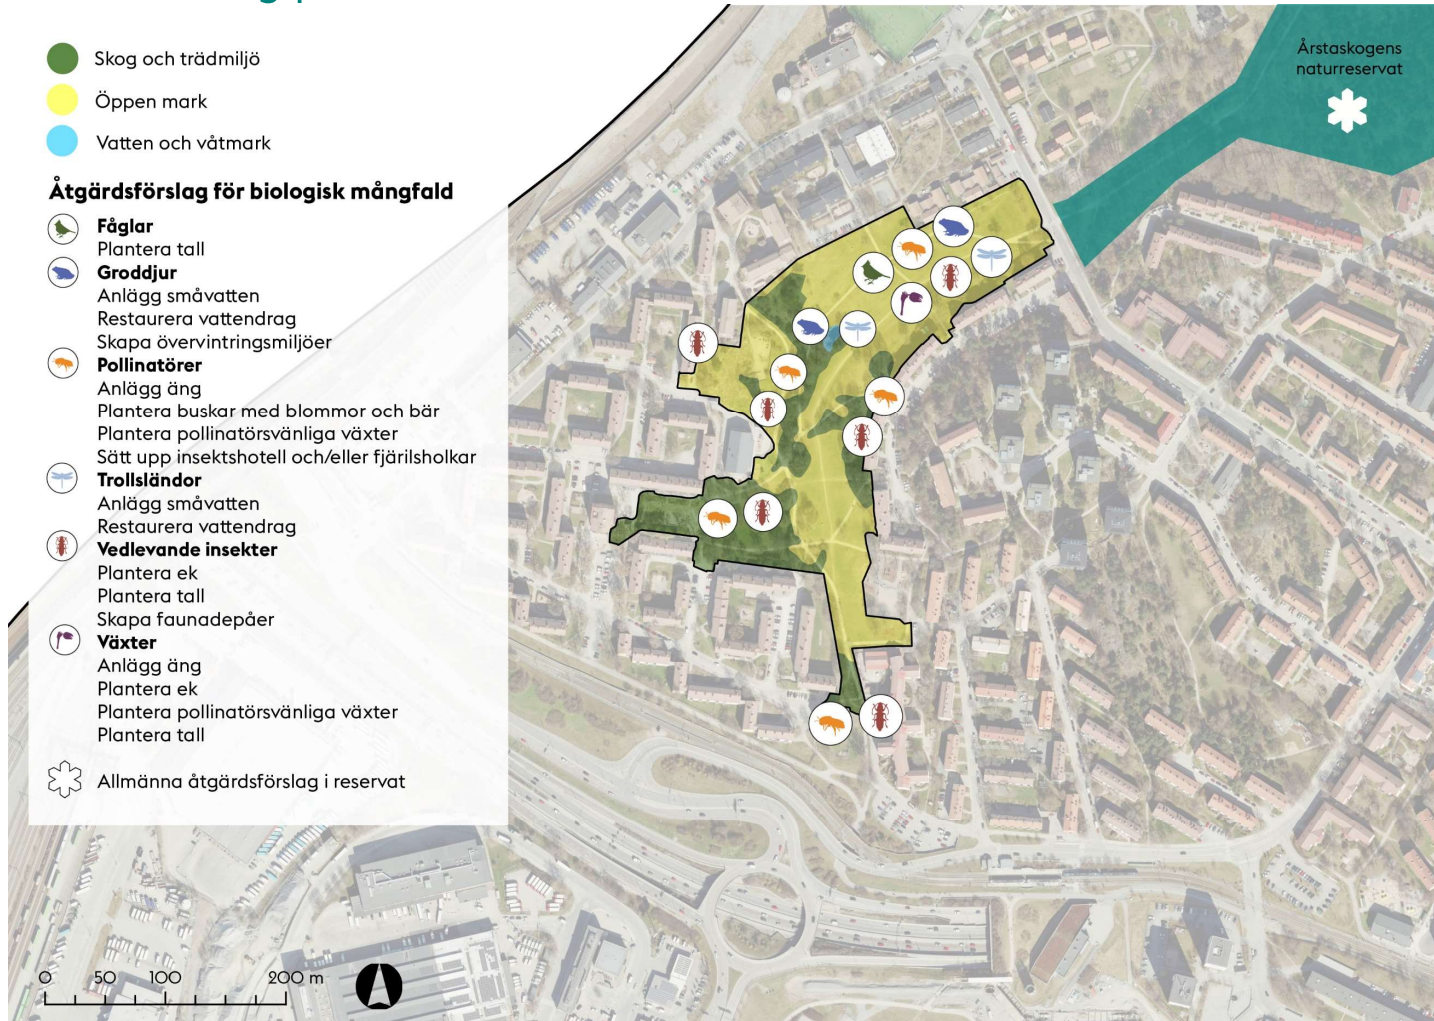 Skog och trädmiljö
Öppen mark
Vatten och våtmark
Åtgärdsförslag för biologisk mångfald
Fåglar
Plantera tall
Groddjur
Anlägg småvatten
Restaurera vattendrag
Skapa övervintringsmiljöer
Pollinatörer
Anlägg äng
Plantera buskar med blommor och bär
Plantera pollinatörsvänliga växter
Sätt upp insektshotell och/eller fjärilsholkar
Trollsländor
Anlägg småvatten
Restaurera vattendrag
Vedlevande insekter
Plantera ek
Plantera tall
Skapa faunadepåer
Växter
Anlägg äng
Plantera ek
Plantera pollinatörsvänliga växter
Plantera tall
Allmänna åtgärdsförslag i reservat
0 50 100 200 m
Årstaskogens
naturreservat